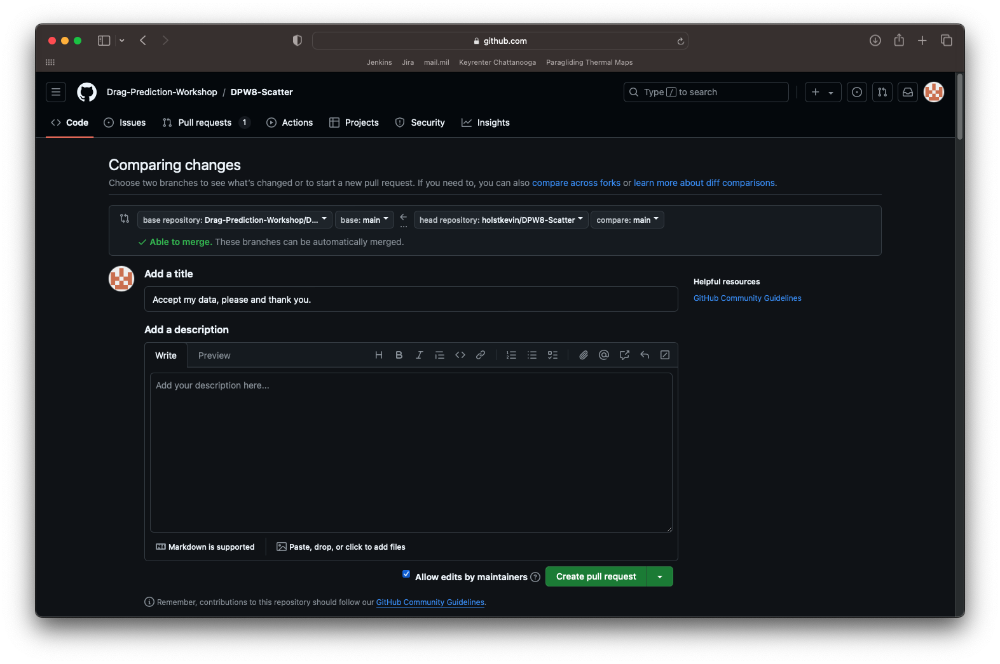 github.com
Jenkins Jira mail.mil Keyrenter Chattanooga Paragliding Thermal Maps
Drag-Prediction-Workshop / DPW8-Scatter
Type / to search
Code Issues Pull requests 1 Actions Projects Security Insights
Comparing changes
Choose two branches to see what's changed or to start a new pull request. If you need to, you can also compare across forks or learn more about diff comparisons.
base repository: Drag-Prediction-Workshop/D... base: main ← ... head repository: holstkevin/DPW8-Scatter compare: main
✓ Able to merge. These branches can be automatically merged.
Add a title
Accept my data, please and thank you.
Helpful resources
GitHub Community Guidelines
Add a description
Write Preview H B I
Add your description here...
Markdown is supported
Paste, drop, or click to add files
Allow edits by maintainers ? Create pull request
Remember, contributions to this repository should follow our GitHub Community Guidelines.